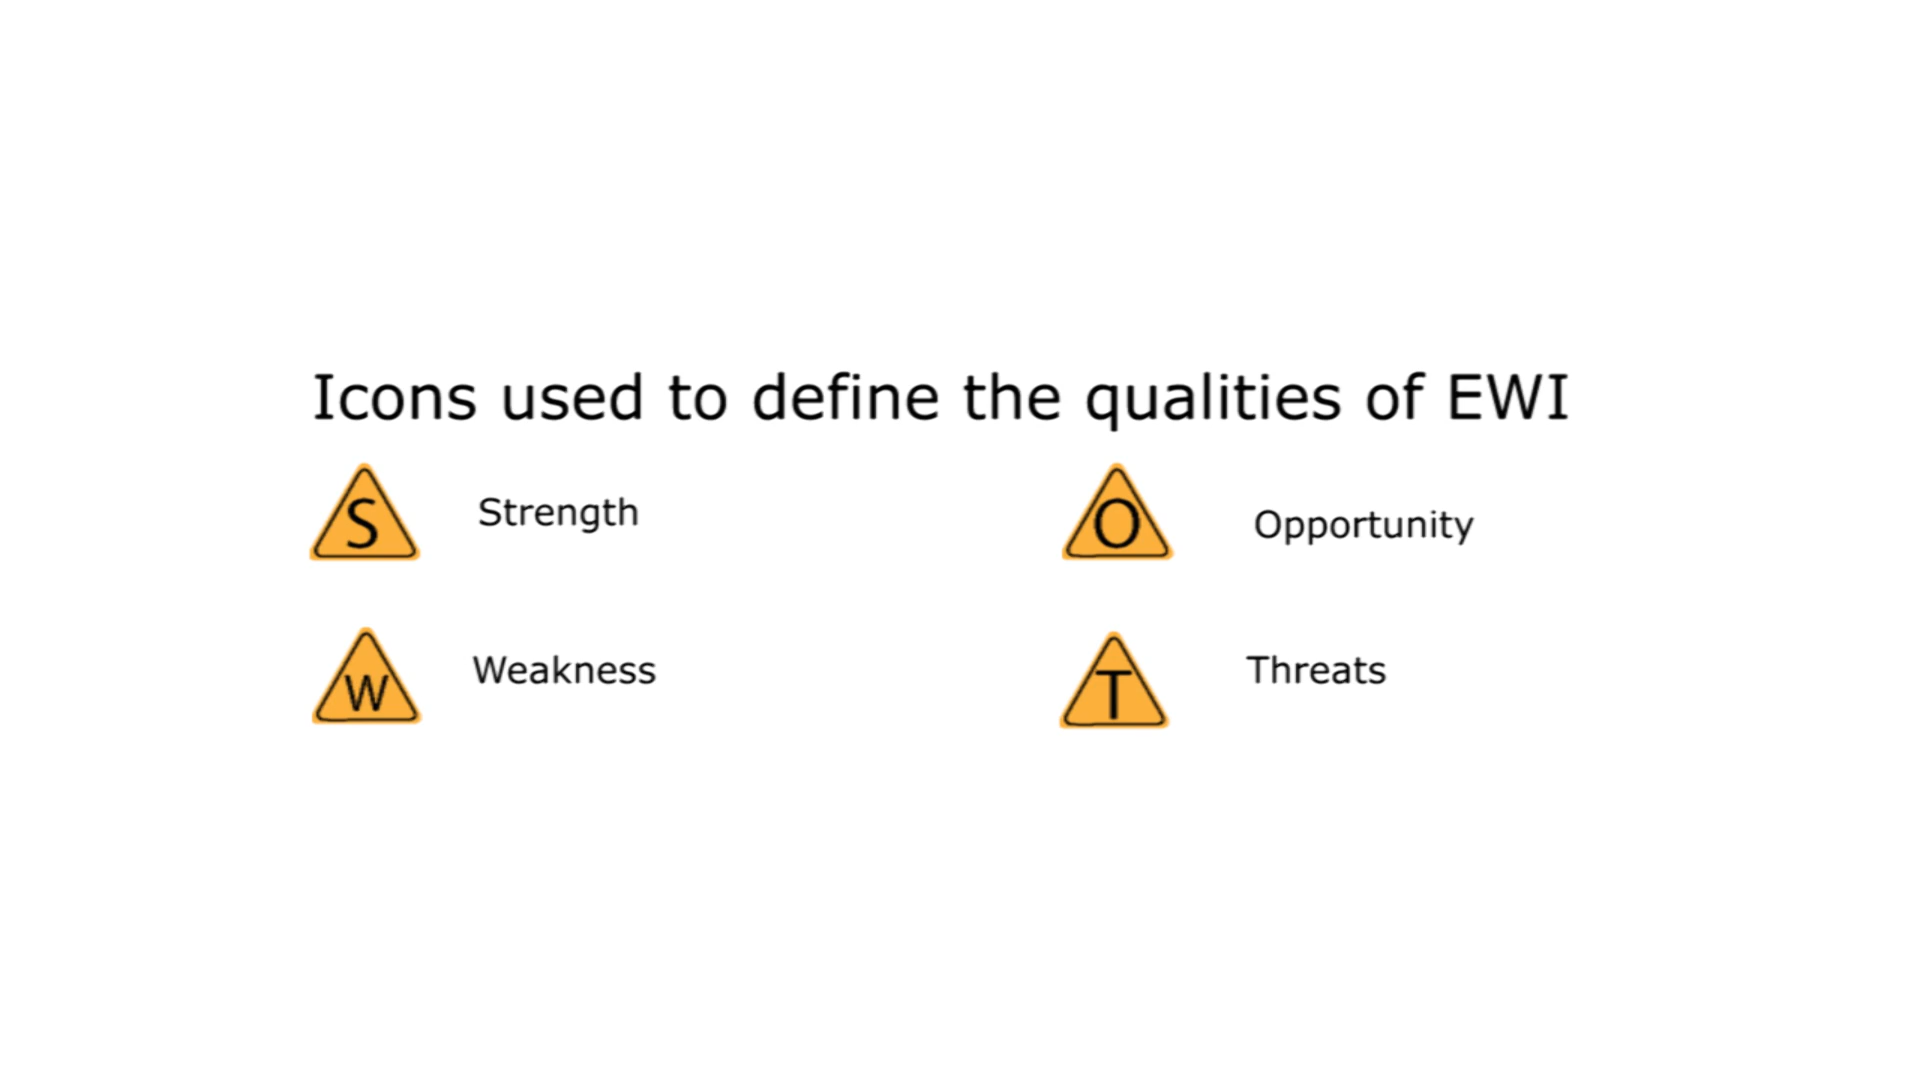 Icons used to define the qualities of EWI
S Strength
O Opportunity
W Weakness
T Threats